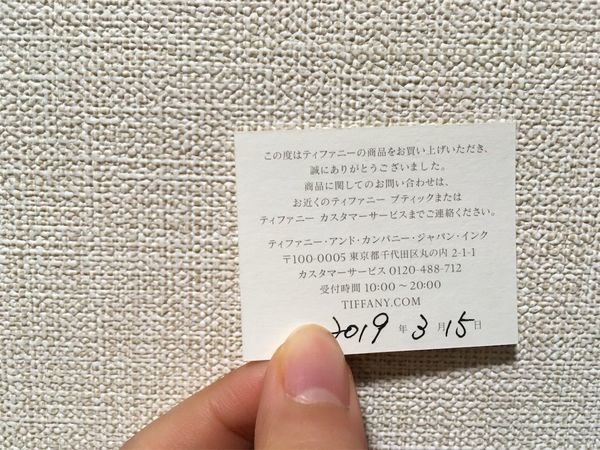 この度はティファニーの商品をお買い上げいただき、
誠にありがとうございました。
商品に関してのお問い合わせは、
お近くのティファニー ブティックまたは
ティファニー カスタマーサービスまでご連絡ください。
ティファニー・アンド・カンパニー・ジャパン・インク
〒100-0005 東京都千代田区丸の内 2-1-1
カスタマーサービス 0120-488-712
受付時間 10:00～20:00
TIFFANY.COM
2019 年 3 月 15 日